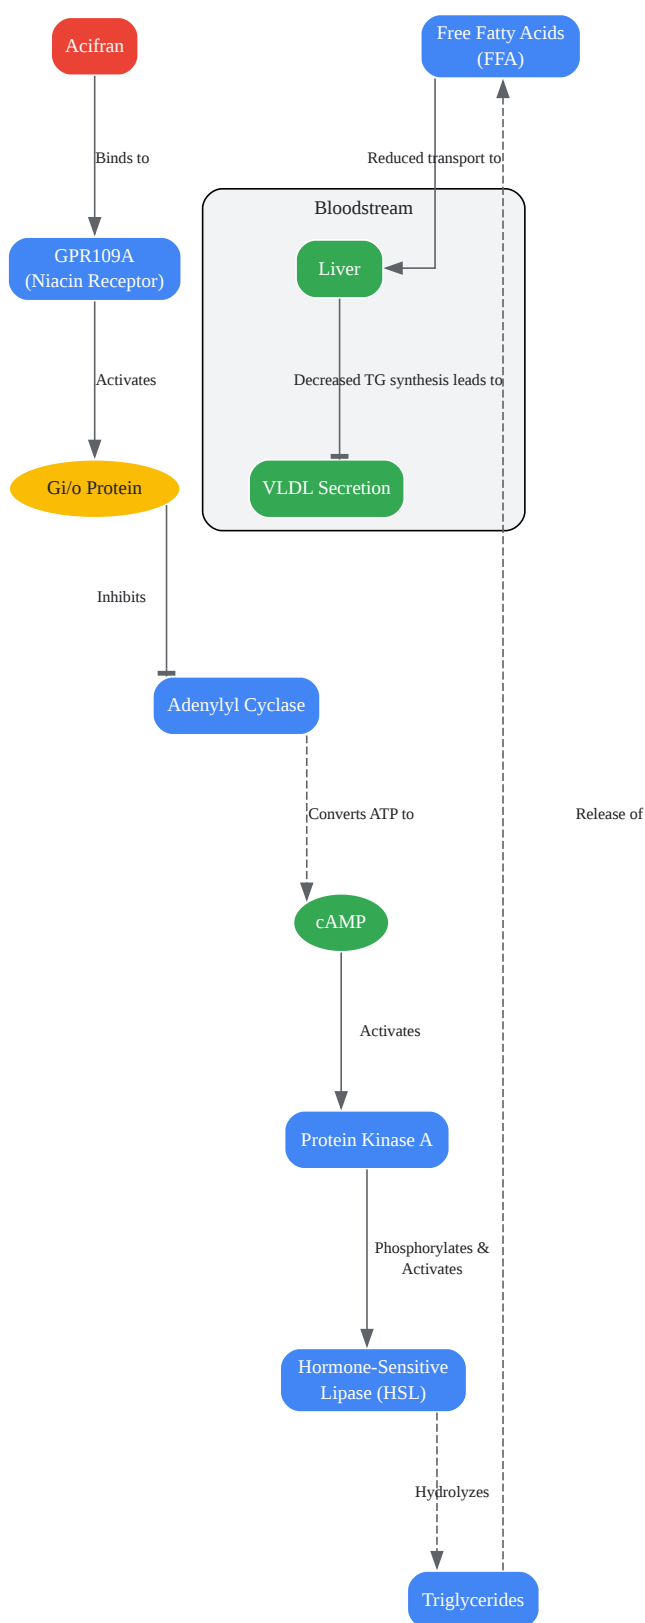 Acifran
Free Fatty Acids
(FFA)
Binds to
Reduced transport to
Bloodstream
GPR109A
(Niacin Receptor)
Liver
Activates
Decreased TG synthesis leads to
Gi/o Protein
VLDL Secretion
Inhibits
Adenylyl Cyclase
Converts ATP to
Release of
cAMP
Activates
Protein Kinase A
Phosphorylates &
Activates
Hormone-Sensitive
Lipase (HSL)
Hydrolyzes
Triglycerides